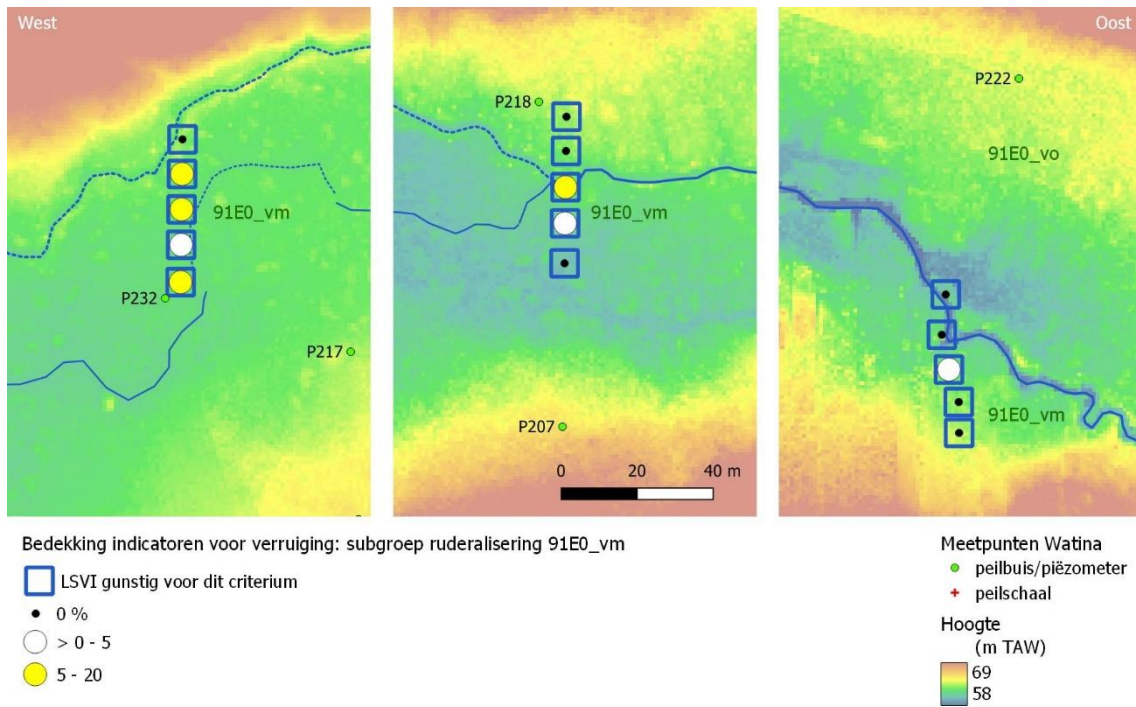 West
91E0_vm
P232
P217
P218
91E0_vm
P207
0 20 40 m
Oost
P222
91E0_vo
91E0_vm
Bedekking indicatoren voor verruiging: subgroep ruderalisering 91E0_vm
LSVI gunstig voor dit criterium
0 %
> 0 - 5
5 - 20
Meetpunten Watina
peilbuis/piëzometer
peilschaal
Hoogte
(m TAW)
69
58